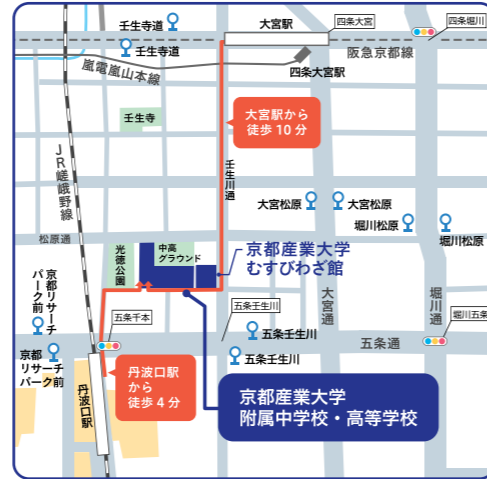 壬生寺道
大宮駅
四条大宮
四条堀川
壬生寺道
阪急京都線
嵐電嵐山本線
四条大宮駅
大宮駅から
徒歩10分
壬生寺
JR嵯峨野線
壬生川通
大宮松原
大宮松原
堀川松原
堀川松原
松原通
光徳公園
中高
グラウンド
京都産業大学
むすびわざ館
大宮通
堀川通
京都リサーチ
パーク前
五条千本
五条壬生川
堀川五条
五条壬生川
五条通
五条壬生川
京都
リサーチ
パーク前
丹波口駅
丹波口駅
から
徒歩4分
京都産業大学
附属中学校・高等学校